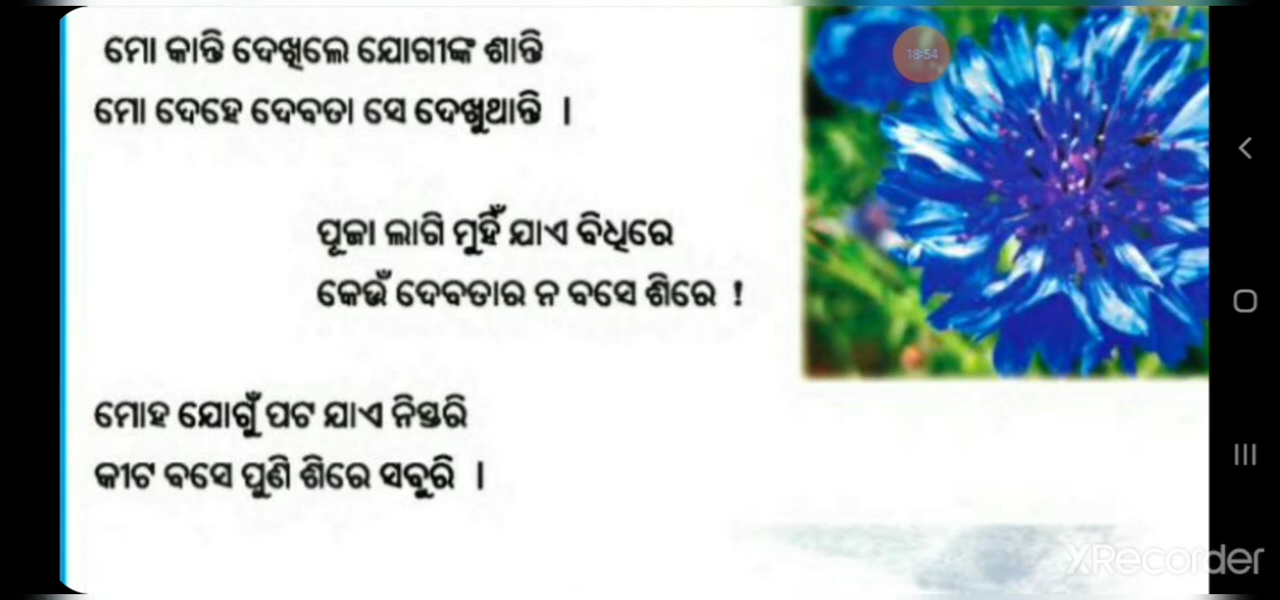 ମୋ କାନ୍ତି ଦେଖିଲେ ଯୋଗୀଙ୍କ ଶାନ୍ତି
ମୋ ଦେହେ ଦେବତା ସେ ଦେଖୁଥାନ୍ତି ।
18:54
ପୂଜା ଲାଗି ମୁହିଁ ଯାଏ ବିଧିରେ
କେଉଁ ଦେବତାର ନ ବସେ ଶିରେ !
ମୋହ ଯୋଗୁଁ ପଟ ଯାଏ ନିସ୍ତରି
କୀଟ ବସେ ପୁଣି ଶିରେ ସବୁରି ।
XRecorder